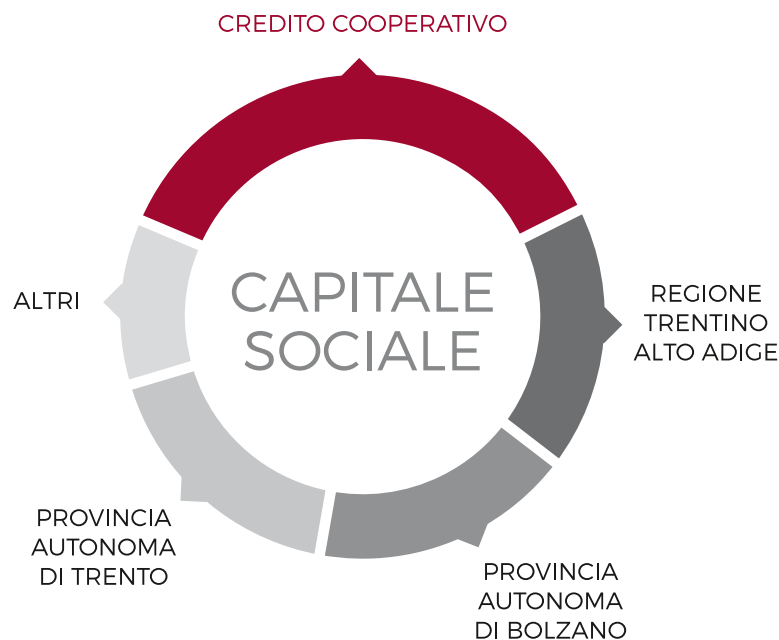 CREDITO COOPERATIVO
ALTRI
CAPITALE
SOCIALE
REGIONE
TRENTINO
ALTO ADIGE
PROVINCIA
AUTONOMA
DI TRENTO
PROVINCIA
AUTONOMA
DI BOLZANO